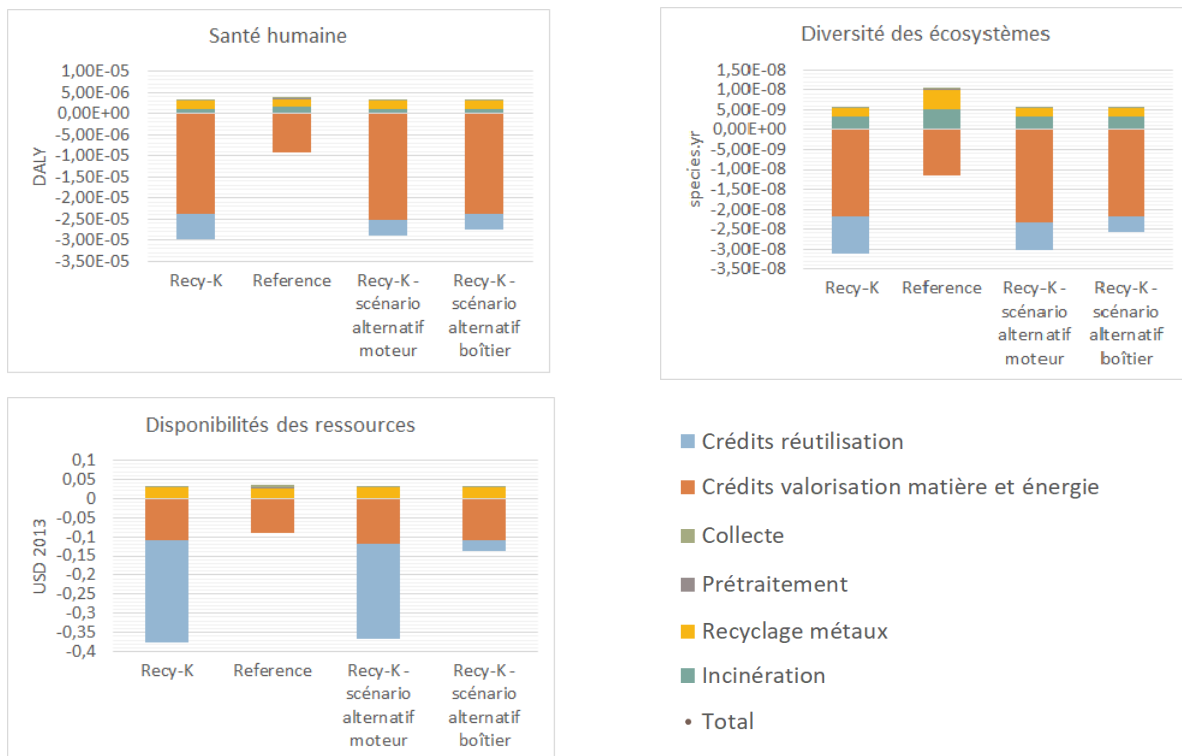 Santé humaine
1,00E-05
5,00E-06
0,00E+00
-5,00E-06
-1,00E-05
-1,50E-05
-2,00E-05
-2,50E-05
-3,00E-05
-3,50E-05
DALY
Recy-K
Reference
Recy-K -
scénario
alternatif
moteur
Recy-K -
scénario
alternatif
boîtier
Diversité des écosystèmes
1,50E-08
1,00E-08
5,00E-09
0,00E+00
-5,00E-09
-1,00E-08
-1,50E-08
-2,00E-08
-2,50E-08
-3,00E-08
-3,50E-08
species.yr
Recy-K
Reference
Recy-K -
scénario
alternatif
moteur
Recy-K -
scénario
alternatif
boîtier
Disponibilités des ressources
0,1
0,05
0
-0,05
-0,1
-0,15
-0,2
-0,25
-0,3
-0,35
-0,4
USD 2013
Recy-K
Reference
Recy-K -
scénario
alternatif
moteur
Recy-K -
scénario
alternatif
boîtier
Crédits réutilisation
Crédits valorisation matière et énergie
Collecte
Prétraitement
Recyclage métaux
Incinération
Total